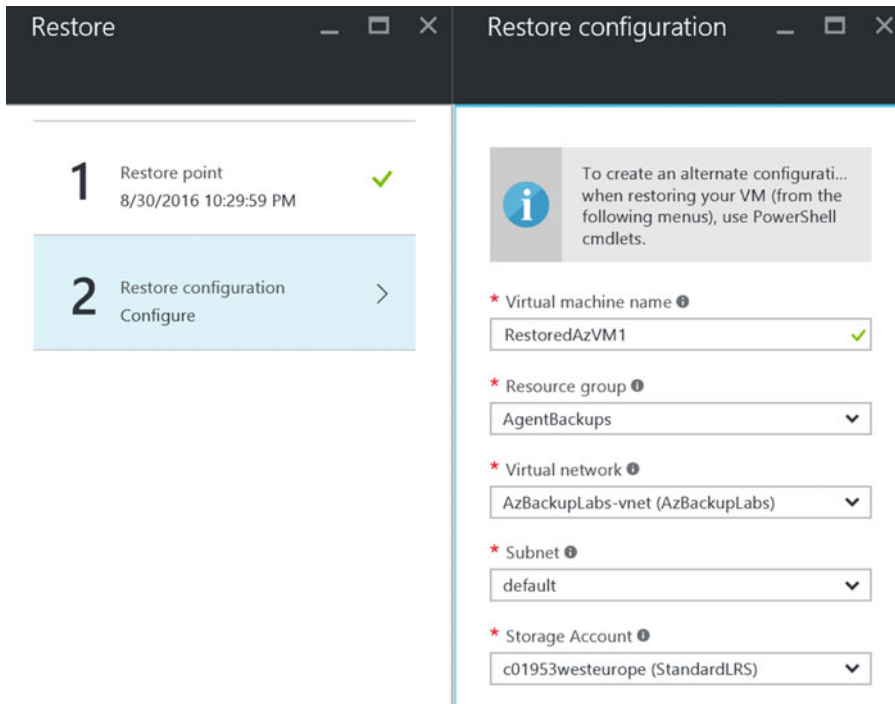 Restore
1
Restore point
8/30/2016 10:29:59 PM
2
Restore configuration
Configure
Restore configuration
To create an alternate configurati...
when restoring your VM (from the
following menus), use PowerShell
cmdlets.
* Virtual machine name
RestoredAzVM1
* Resource group
AgentBackups
* Virtual network
AzBackupLabs-vnet (AzBackupLabs)
* Subnet
default
* Storage Account
c01953westeurope (StandardLRS)